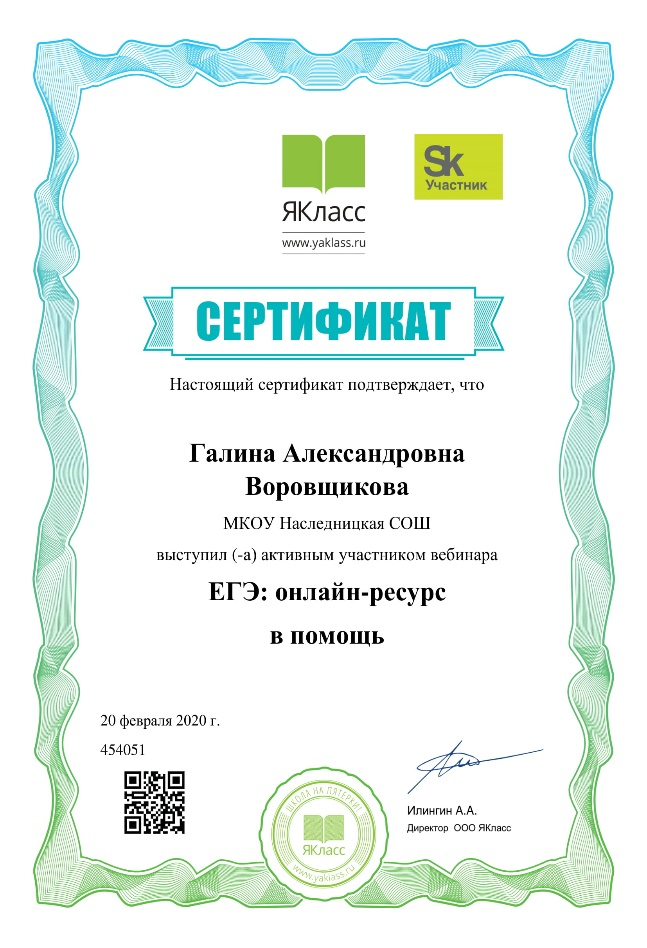 ЯКласс
www.yaklass.ru
Sk
Участник
СЕРТИФИКАТ
Настоящий сертификат подтверждает, что
Галина Александровна
Воровщикова
МКОУ Наследницкая СОШ
выступил (-а) активным участником вебинара
ЕГЭ: онлайн-ресурс
в помощь
20 февраля 2020 г.
454051
ШКОЛА НА ПЯТЕРКИ!
ЯКласс
www.yaklass.ru
Илингин А.А.
Директор ООО ЯКласс